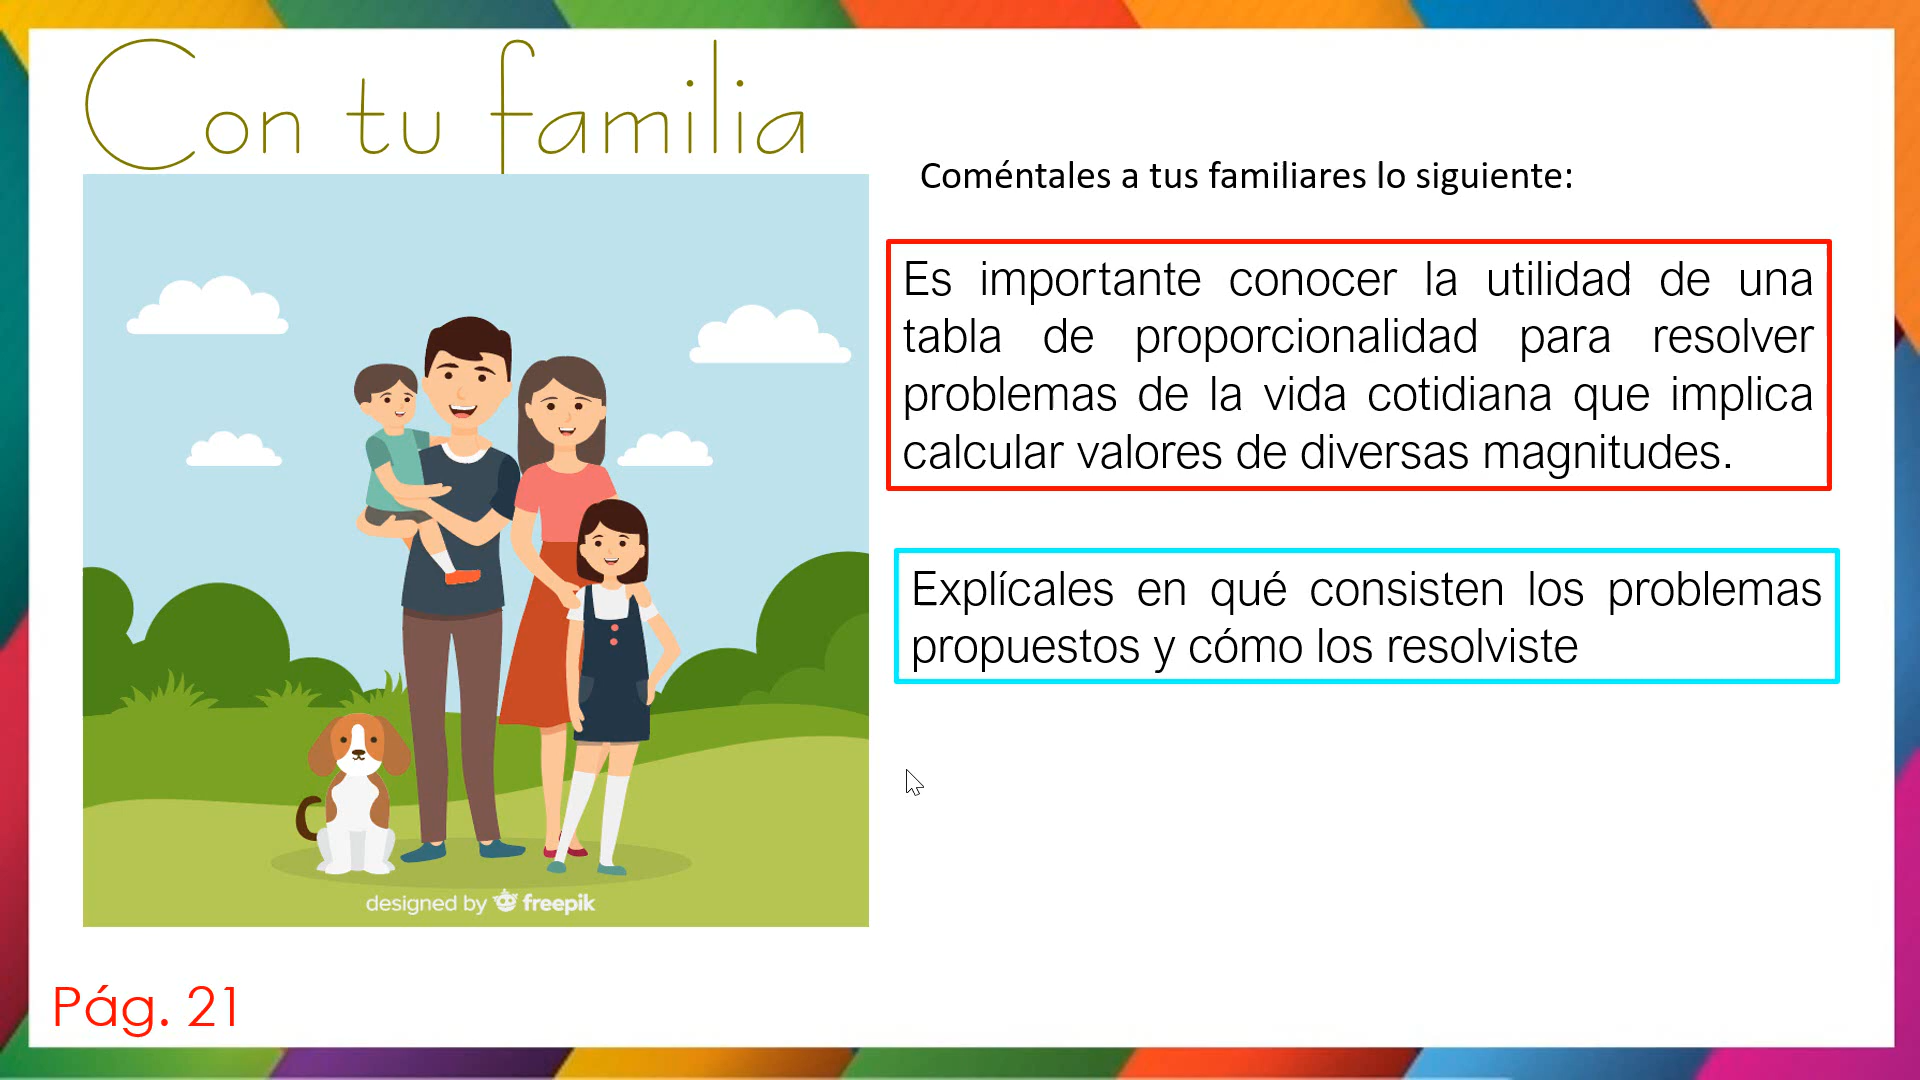 Con tu familia
Coméntales a tus familiares lo siguiente:
Es importante conocer la utilidad de una
tabla de proporcionalidad para resolver
problemas de la vida cotidiana que implica
calcular valores de diversas magnitudes.
Explícales en qué consisten los problemas
propuestos y cómo los resolviste
designed by freepik
Pág. 21